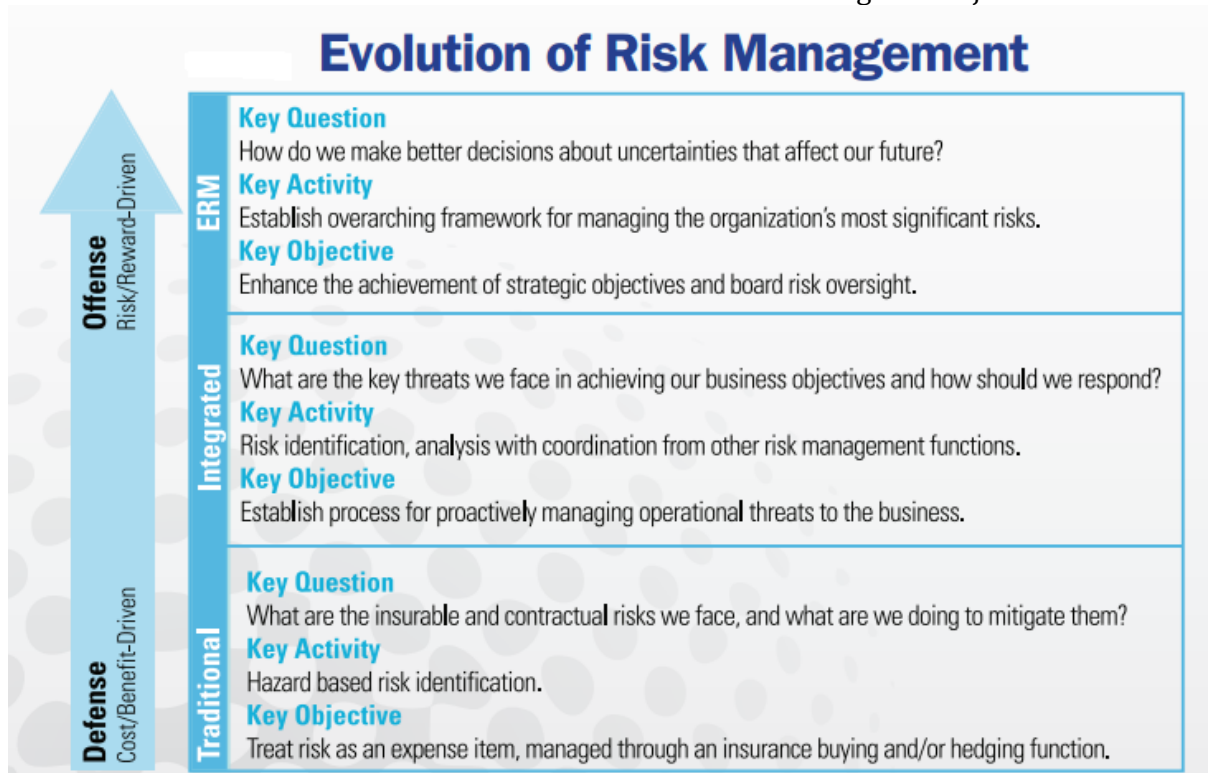 Evolution of Risk Management
Offense
Risk/Reward-Driven
Defense
Cost/Benefit-Driven
ERM
Key Question
How do we make better decisions about uncertainties that affect our future?
Key Activity
Establish overarching framework for managing the organization's most significant risks.
Key Objective
Enhance the achievement of strategic objectives and board risk oversight.
Integrated
Key Question
What are the key threats we face in achieving our business objectives and how should we respond?
Key Activity
Risk identification, analysis with coordination from other risk management functions.
Key Objective
Establish process for proactively managing operational threats to the business.
Traditional
Key Question
What are the insurable and contractual risks we face, and what are we doing to mitigate them?
Key Activity
Hazard based risk identification.
Key Objective
Treat risk as an expense item, managed through an insurance buying and/or hedging function.